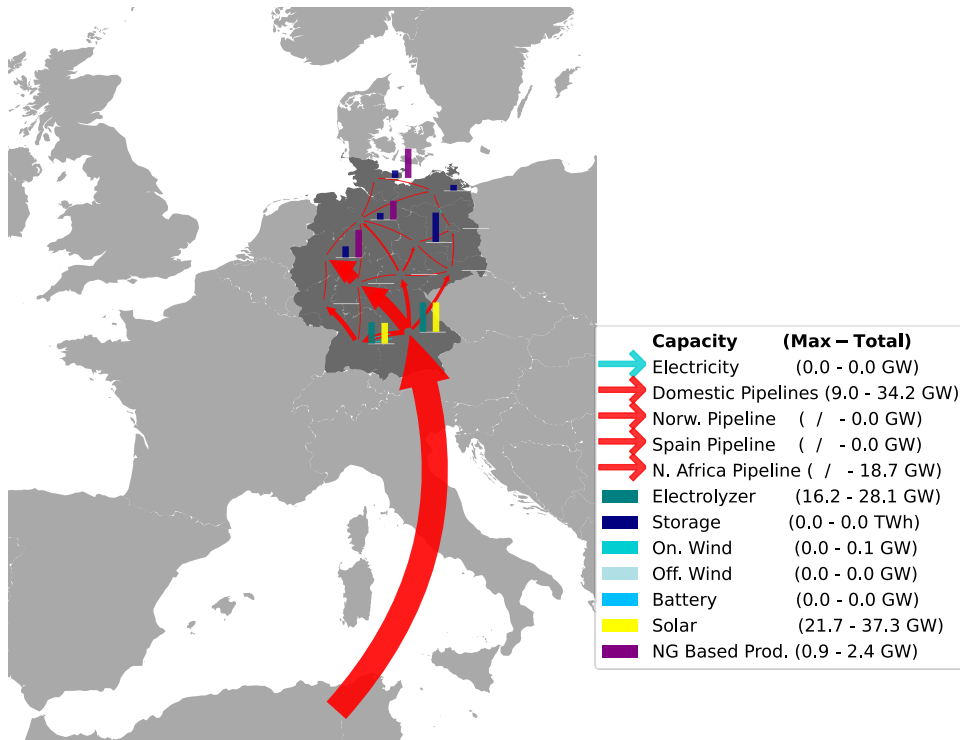 Capacity (Max − Total)
Electricity (0.0 - 0.0 GW)
Domestic Pipelines (9.0 - 34.2 GW)
Norw. Pipeline ( / - 0.0 GW)
Spain Pipeline ( / - 0.0 GW)
N. Africa Pipeline ( / - 18.7 GW)
Electrolyzer (16.2 - 28.1 GW)
Storage (0.0 - 0.0 TWh)
On. Wind (0.0 - 0.1 GW)
Off. Wind (0.0 - 0.0 GW)
Battery (0.0 - 0.0 GW)
Solar (21.7 - 37.3 GW)
NG Based Prod. (0.9 - 2.4 GW)